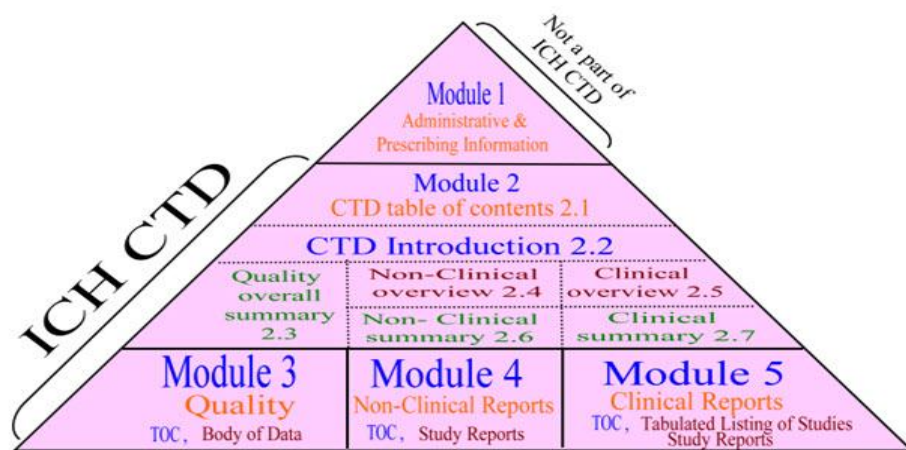 Not a part of
ICH CTD
ICH CTD
Module 1
Administrative &
Prescribing Information
Module 2
CTD table of contents 2.1
CTD Introduction 2.2
Quality
overall
summary
2.3
Non-Clinical
overview 2.4
Clinical
overview 2.5
Non- Clinical
summary 2.6
Clinical
summary 2.7
Module 3
Quality
TOC, Body of Data
Module 4
Non-Clinical Reports
TOC, Study Reports
Module 5
Clinical Reports
TOC, Tabulated Listing of Studies
Study Reports